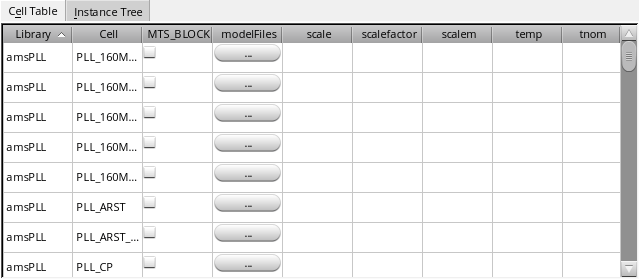 Cell Table Instance Tree
Library Cell MTS_BLOCK modelFiles scale scalefactor scalem temp tnom
amsPLL PLL_160M... ...
amsPLL PLL_160M... ...
amsPLL PLL_160M... ...
amsPLL PLL_160M... ...
amsPLL PLL_160M... ...
amsPLL PLL_ARST ...
amsPLL PLL_ARST_... ...
amsPLL PLL_CP ...